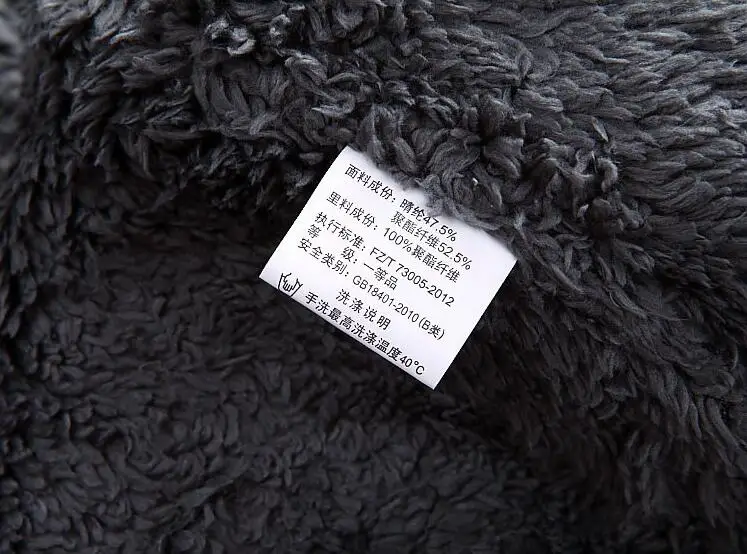 面料成份: 晴纶47.5%
聚酯纤维52.5%
里料成份: 100%聚酯纤维
执行标准: FZ/T 73005-2012
等 级: 一等品
安全类别: GB18401-2010(B类)
洗涤说明
手洗最高洗涤温度40°C